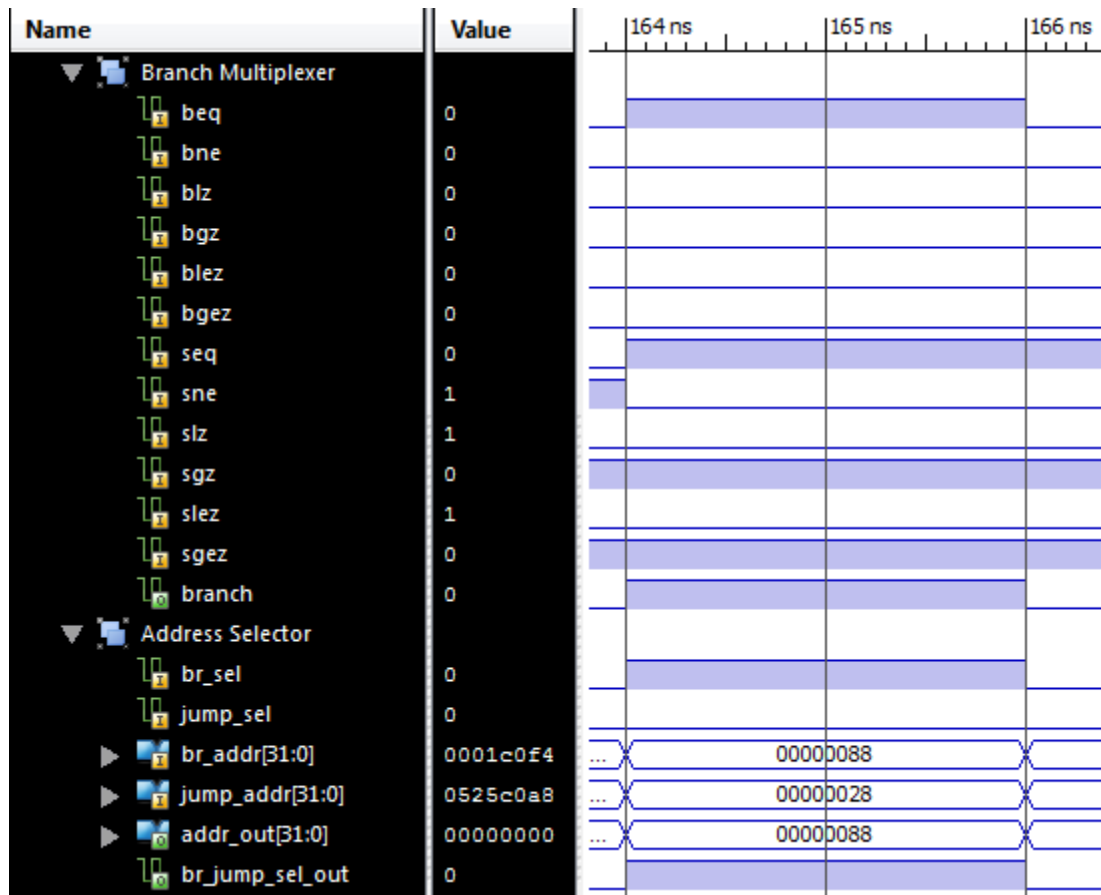 Name Value 164 ns 165 ns 166 ns
Branch Multiplexer
beq 0
bne 0
blz 0
bgz 0
blez 0
bgez 0
seq 0
sne 1
slz 1
sgz 0
slez 1
sgez 0
branch 0
Address Selector
br_sel 0
jump_sel 0
br_addr[31:0] 0001c0f4 ... 00000088
jump_addr[31:0] 0525c0a8 ... 00000028
addr_out[31:0] 00000000 ... 00000088
br_jump_sel_out 0